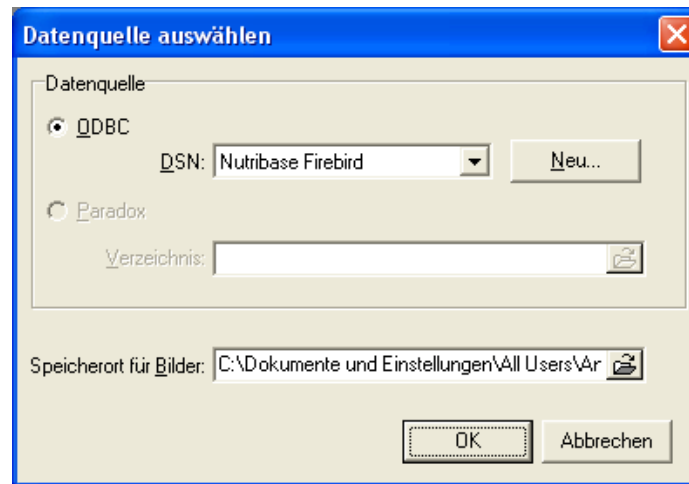 Datenquelle auswählen
Datenquelle
ODBC
DSN: Nutribase Firebird Neu...
Paradox
Verzeichnis:
Speicherort für Bilder: C:\Dokumente und Einstellungen\All Users\Ar
OK Abbrechen